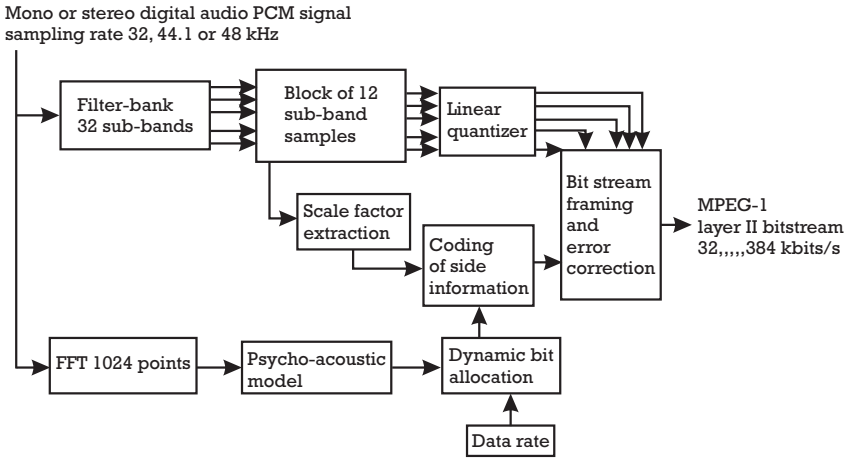 Mono or stereo digital audio PCM signal
sampling rate 32, 44.1 or 48 kHz
Filter-bank
32 sub-bands
Block of 12
sub-band
samples
Linear
quantizer
Bit stream
framing
and
error
correction
MPEG-1
layer II bitstream
32,,,,,384 kbits/s
Scale factor
extraction
Coding
of side
information
FFT 1024 points
Psycho-acoustic
model
Dynamic bit
allocation
Data rate